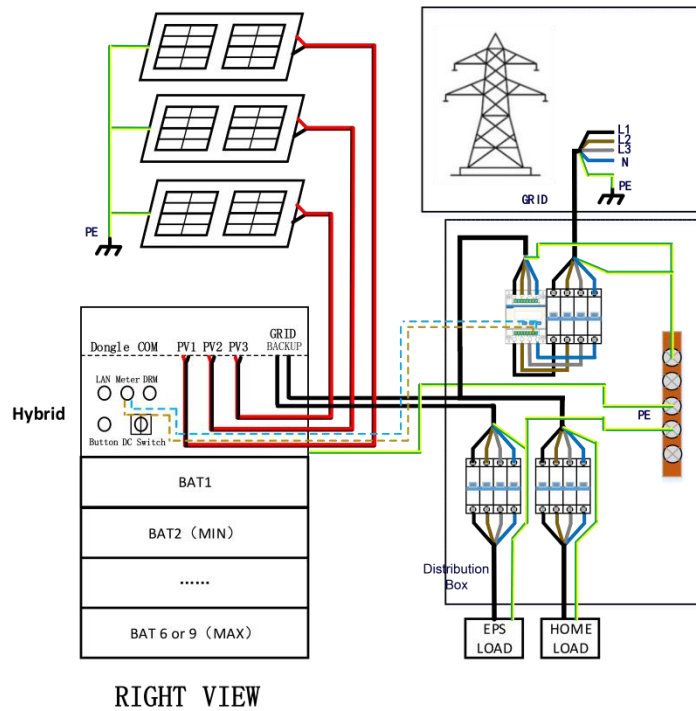 L1
L2
L3
N
PE
GRID
PE
GRID
Dongle COM PV1 PV2 PV3 BACKUP
LAN Meter DRM
Hybrid
PE
Button DC Switch
BAT1
BAT2（MIN）
......
Distribution
Box
BAT 6 or 9（MAX）
EPS
LOAD
HOME
LOAD
RIGHT VIEW